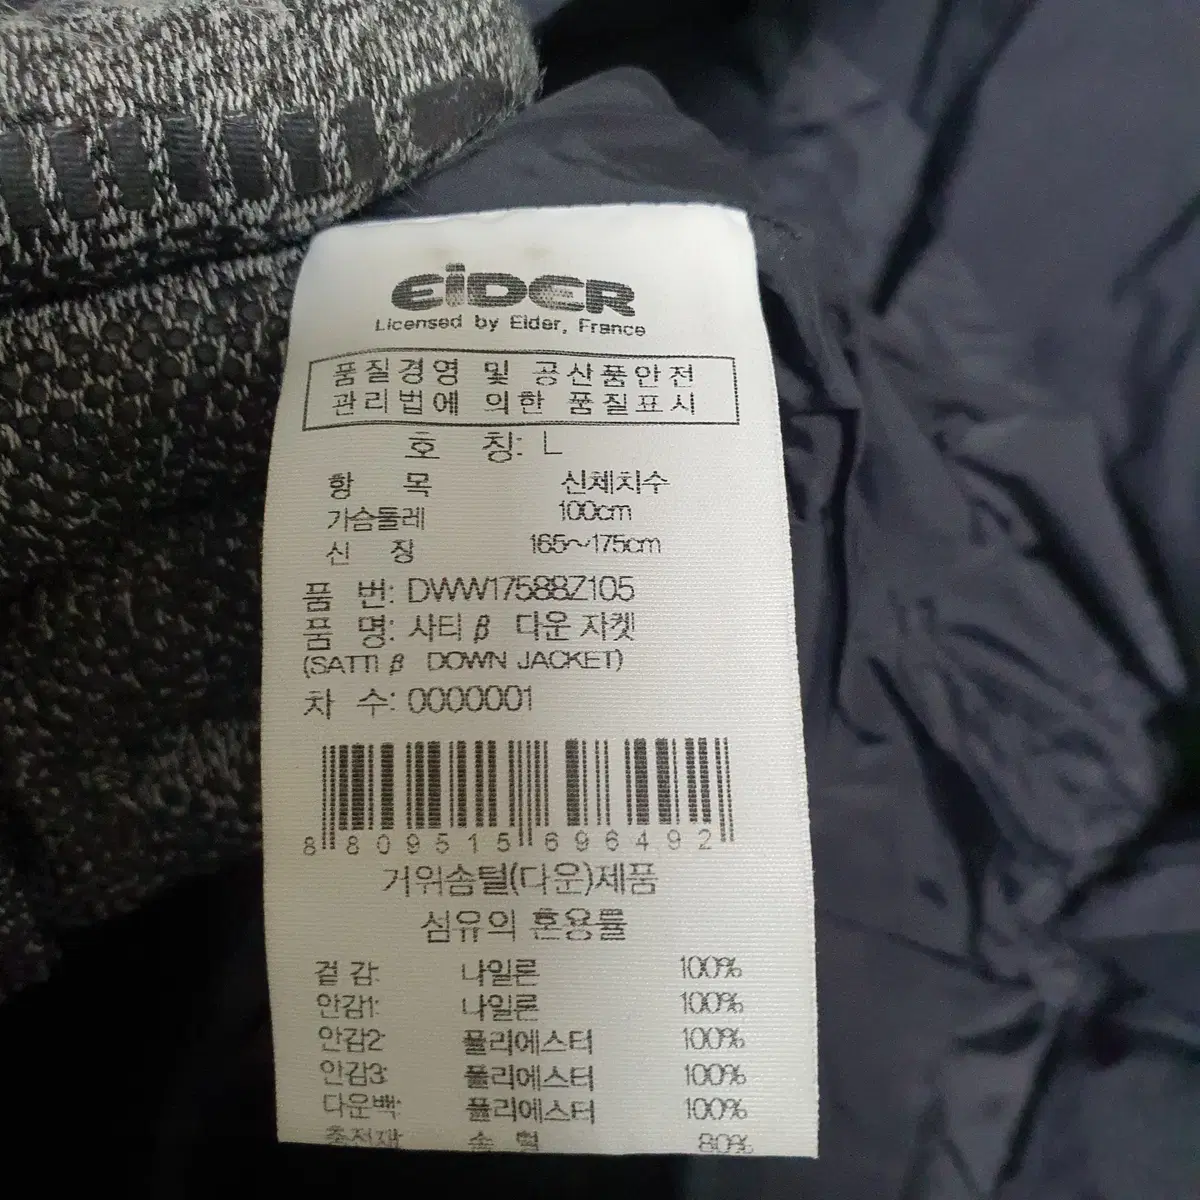 EiDER
Licensed by Eider, France
품질경영 및 공산품안전
관리법에 의한 품질표시
호 칭: L
항 목 신체치수
가슴둘레 100cm
신 장 165~175cm
품 번: DWW17588Z105
품 명: 사티 β 다운 자켓
(SATTI β DOWN JACKET)
차 수: 0000001
8 809515 696492
거위솜털(다운)제품
섬유의 혼용률
겉 감: 나일론 100%
안감1: 나일론 100%
안감2: 폴리에스터 100%
안감3: 폴리에스터 100%
다운백: 폴리에스터 100%
충전재: 솜 털 80%